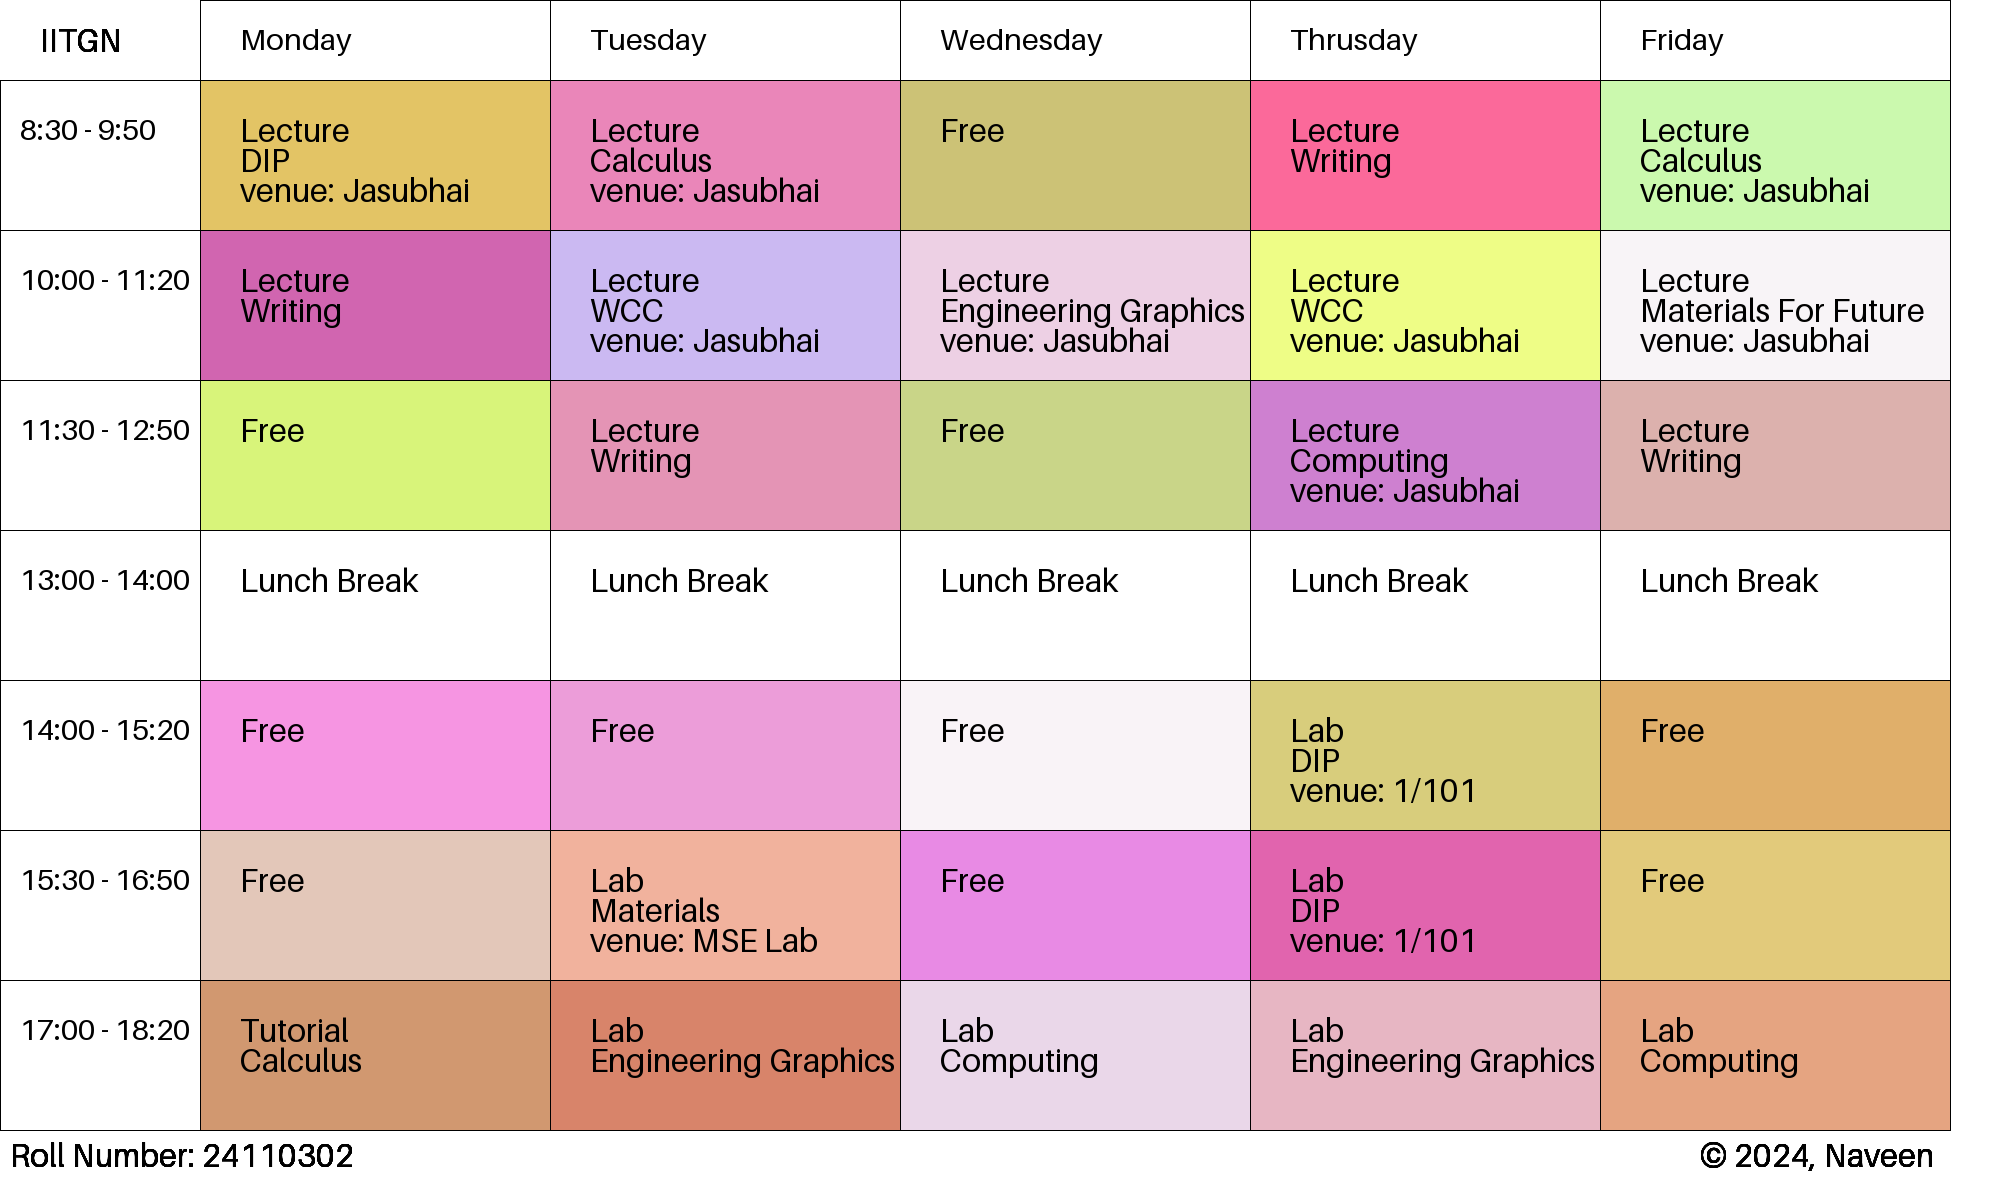 IITGN Monday Tuesday Wednesday Thrusday Friday
8:30 - 9:50
Lecture
DIP
venue: Jasubhai
Lecture
Calculus
venue: Jasubhai
Free
Lecture
Writing
Lecture
Calculus
venue: Jasubhai
10:00 - 11:20
Lecture
Writing
Lecture
WCC
venue: Jasubhai
Lecture
Engineering Graphics
venue: Jasubhai
Lecture
WCC
venue: Jasubhai
Lecture
Materials For Future
venue: Jasubhai
11:30 - 12:50
Free
Lecture
Writing
Free
Lecture
Computing
venue: Jasubhai
Lecture
Writing
13:00 - 14:00
Lunch Break
Lunch Break
Lunch Break
Lunch Break
Lunch Break
14:00 - 15:20
Free
Free
Free
Lab
DIP
venue: 1/101
Free
15:30 - 16:50
Free
Lab
Materials
venue: MSE Lab
Free
Lab
DIP
venue: 1/101
Free
17:00 - 18:20
Tutorial
Calculus
Lab
Engineering Graphics
Lab
Computing
Lab
Engineering Graphics
Lab
Computing
Roll Number: 24110302
© 2024, Naveen